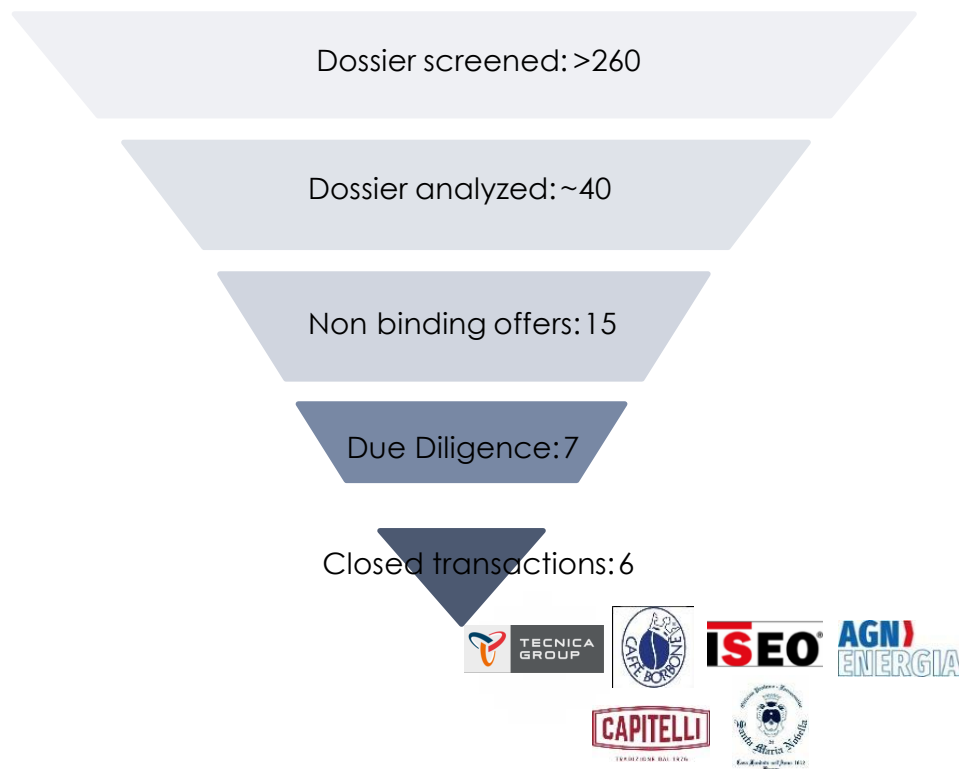 Dossier screened: >260
Dossier analyzed: ~40
Non binding offers: 15
Due Diligence: 7
Closed transactions: 6
TECNICA
GROUP
CAFFÈ BORBONE
ISEO
AGN
ENERGIA
CAPITELLI
TRADIZIONE DAL 1976
Santa Maria Novella